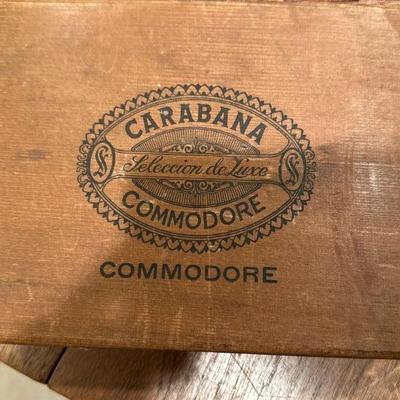 CARABANA
Seleccion de Luxe
COMMODORE
COMMODORE